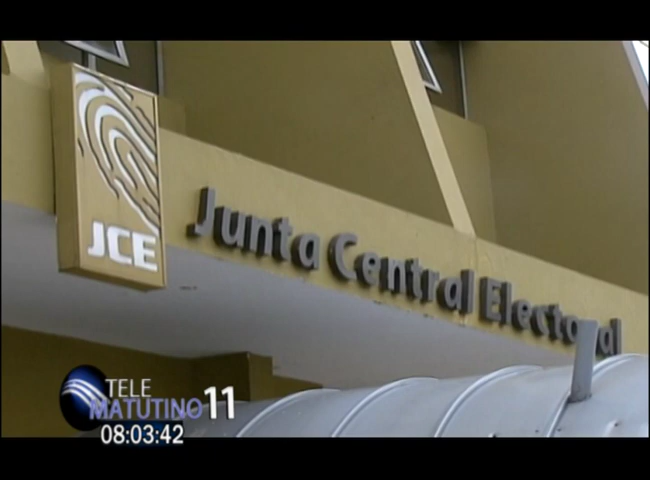 JCE
Junta Central Electoral
TELE
MATUTINO 11
08:03:42